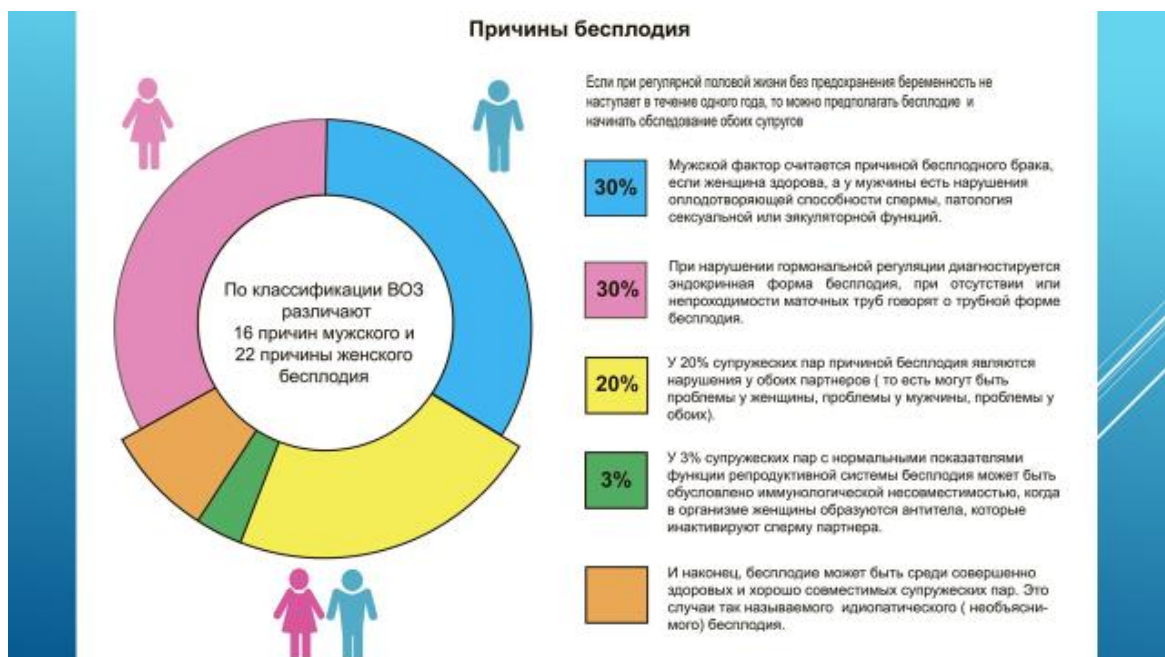 Причины бесплодия
Если при регулярной половой жизни без предохранения беременность не
наступает в течение одного года, то можно предполагать бесплодие и
начинать обследование обоих супругов
По классификации ВОЗ
различают
16 причин мужского и
22 причины женского
бесплодия
30%
Мужской фактор считается причиной бесплодного брака,
если женщина здорова, а у мужчины есть нарушения
оплодотворяющей способности спермы, патология
сексуальной или эякуляторной функций.
30%
При нарушении гормональной регуляции диагностируется
эндокринная форма бесплодия, при отсутствии или
непроходимости маточных труб говорят о трубной форме
бесплодия.
20%
У 20% супружеских пар причиной бесплодия являются
нарушения у обоих партнеров ( то есть могут быть
проблемы у женщины, проблемы у мужчины, проблемы у
обоих).
3%
У 3% супружеских пар с нормальными показателями
функции репродуктивной системы бесплодия может быть
обусловлено иммунологической несовместимостью, когда
в организме женщины образуются антитела, которые
инактивируют сперму партнера.
И наконец, бесплодие может быть среди совершенно
здоровых и хорошо совместимых супружеских пар. Это
случаи так называемого идиопатического ( необъясни-
мого) бесплодия.